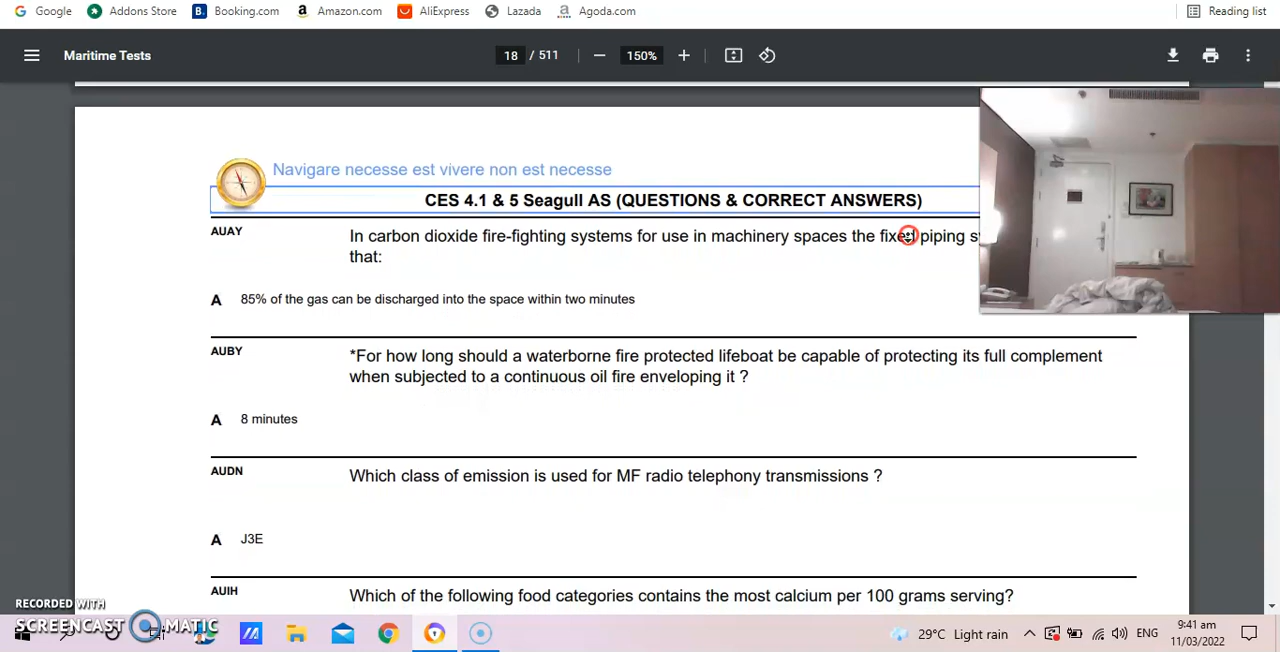 Google Addons Store Booking.com Amazon.com AliExpress Lazada Agoda.com Reading list
Maritime Tests 18 / 511 150%
Navigare necesse est vivere non est necesse
CES 4.1 & 5 Seagull AS (QUESTIONS & CORRECT ANSWERS)
AUAY In carbon dioxide fire-fighting systems for use in machinery spaces the fixed piping
that:
A 85% of the gas can be discharged into the space within two minutes
AUBY *For how long should a waterborne fire protected lifeboat be capable of protecting its full complement
when subjected to a continuous oil fire enveloping it ?
A 8 minutes
AUDN Which class of emission is used for MF radio telephony transmissions ?
A J3E
AUIH Which of the following food categories contains the most calcium per 100 grams serving?
RECORDED WITH
SCREENCAST MATIC
29°C Light rain ENG
9:41 am
11/03/2022